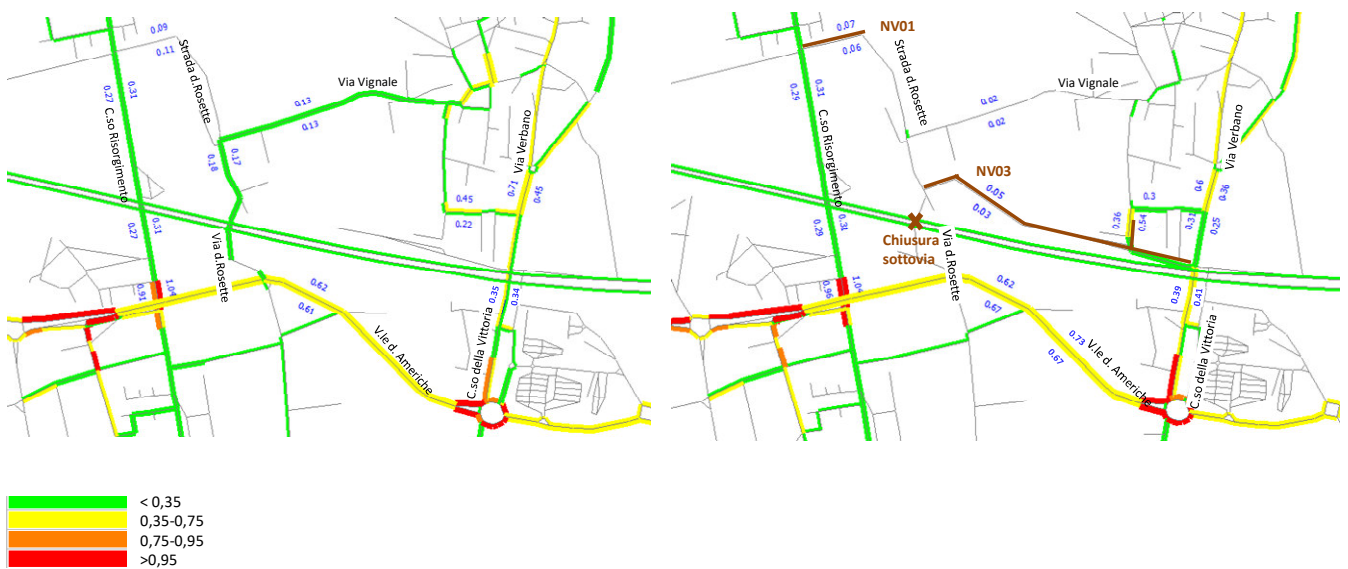 0.09
0.11
Strada d.Rosette
0.27
0.31
C.so Risorgimento
Via Vignale
0.13
0.13
0.18
0.17
Via Verbano
0.71
0.45
0.45
0.22
0.27
0.31
Via d.Rosette
0.91
1.04
0.62
0.61
V.le d. Americhe
0.35
0.34
C.so della Vittoria
NV01
0.07
0.06
Strada d.Rosette
0.29
0.31
C.so Risorgimento
Via Vignale
0.02
0.02
Via Verbano
NV03
0.05
0.03
0.6
0.36
0.3
0.36
0.54
0.31
0.25
0.29
0.31
Chiusura
sottovia
Via d.Rosette
0.96
1.04
0.62
0.67
0.73
0.67
V.le d. Americhe
0.39
0.41
C.so della Vittoria
< 0,35
0,35-0,75
0,75-0,95
>0,95